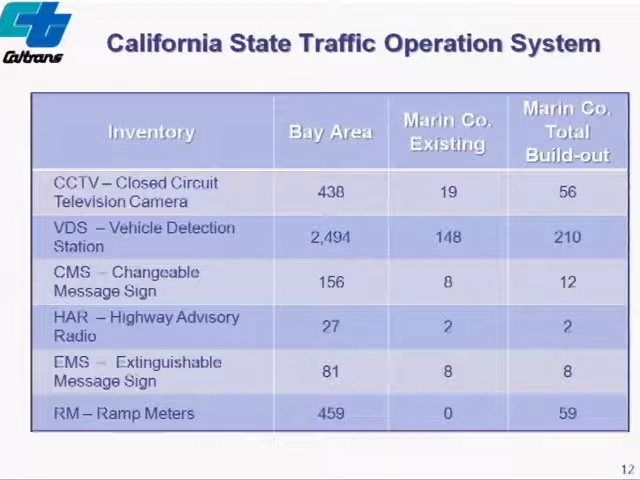 Caltrans
California State Traffic Operation System
Inventory
Bay Area
Marin Co.
Existing
Marin Co.
Total
Build-out
CCTV – Closed Circuit
Television Camera
438
19
56
VDS – Vehicle Detection
Station
2,494
148
210
CMS – Changeable
Message Sign
156
8
12
HAR – Highway Advisory
Radio
27
2
2
EMS – Extinguishable
Message Sign
81
8
8
RM – Ramp Meters
459
0
59
12